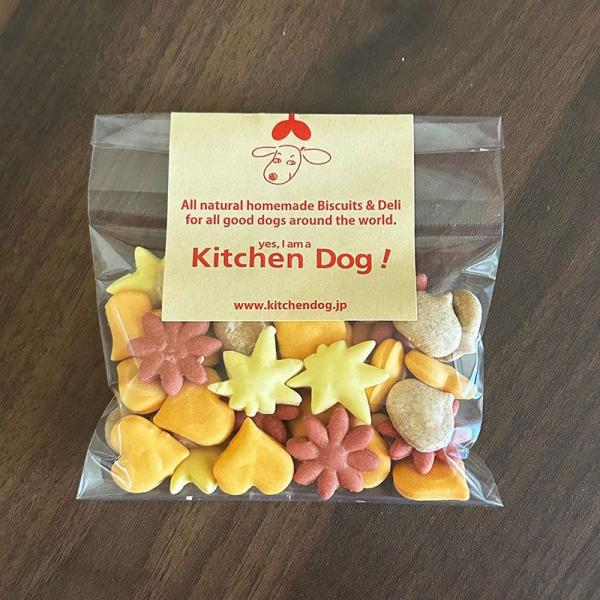 All natural homemade Biscuits & Deli
for all good dogs around the world.
yes, I am a
Kitchen Dog !
www.kitchendog.jp